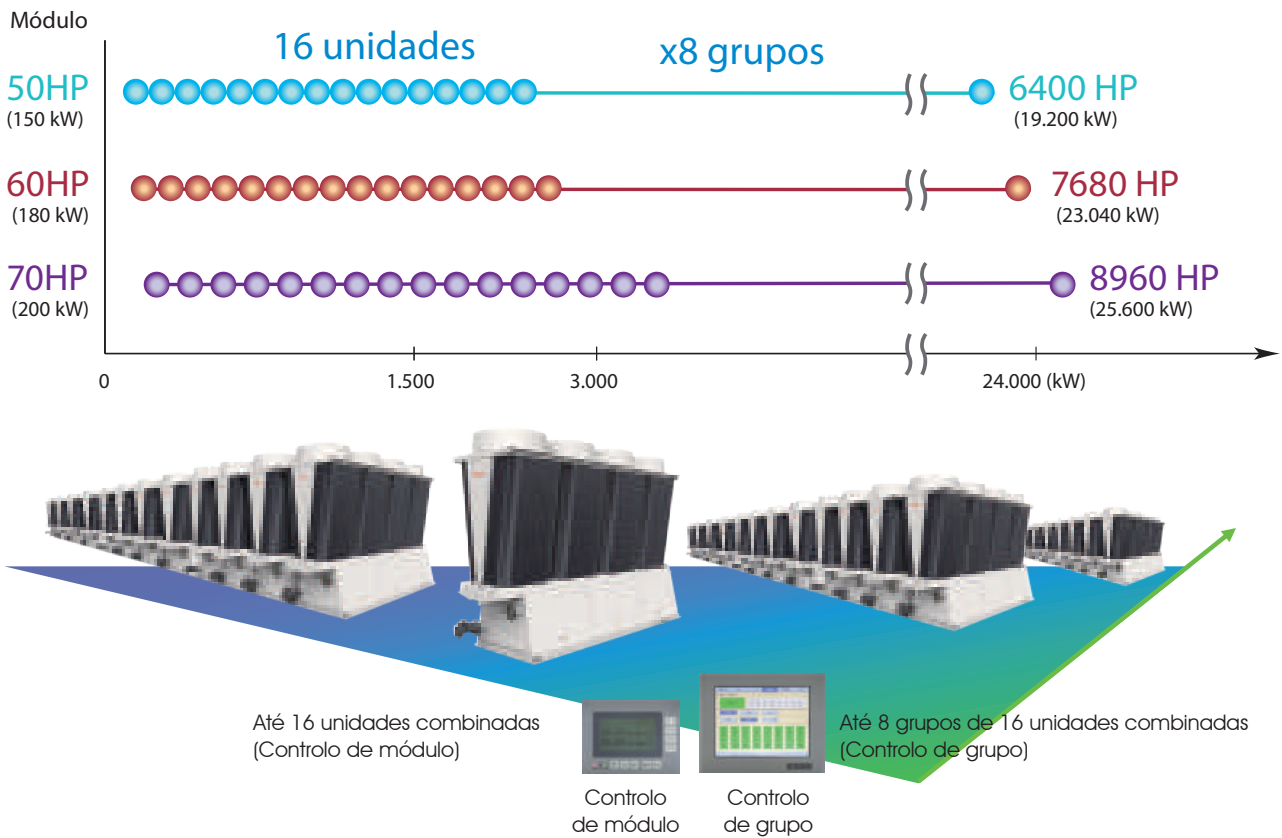 Módulo
16 unidades
x8 grupos
50HP
(150 kW)
6400 HP
(19.200 kW)
60HP
(180 kW)
7680 HP
(23.040 kW)
70HP
(200 kW)
8960 HP
(25.600 kW)
0
1.500
3.000
24.000 (kW)
Até 16 unidades combinadas
(Controlo de módulo)
Até 8 grupos de 16 unidades combinadas
(Controlo de grupo)
Controlo
de módulo
Controlo
de grupo